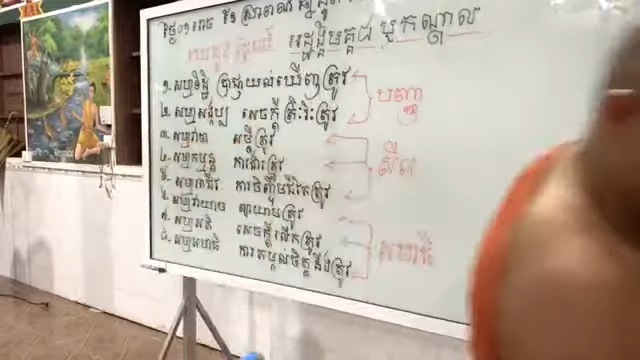 អដ្ឋង្គិកមគ្គ ឬ កណ្តាល
១. សម្មាទិដ្ឋិ ប្រាជ្ញាយល់ឃើញត្រូវ
២. សម្មាសង្កប្ប សេចក្តីត្រិះរិះត្រូវ
បញ្ញា
៣. សម្មាវាចា សម្តីត្រូវ
៤. សម្មាកម្មន្ត ការងារត្រូវ
សីល
៥. សម្មាអាជីវៈ ការចិញ្ចឹមជីវិតត្រូវ
៦. សម្មាវាយាមៈ ព្យាយាមត្រូវ
៧. សម្មាសតិ សេចក្តីរលឹកត្រូវ
សមាធិ
៨. សម្មាសមាធិ ការតម្កល់ចិត្តនឹងត្រូវ